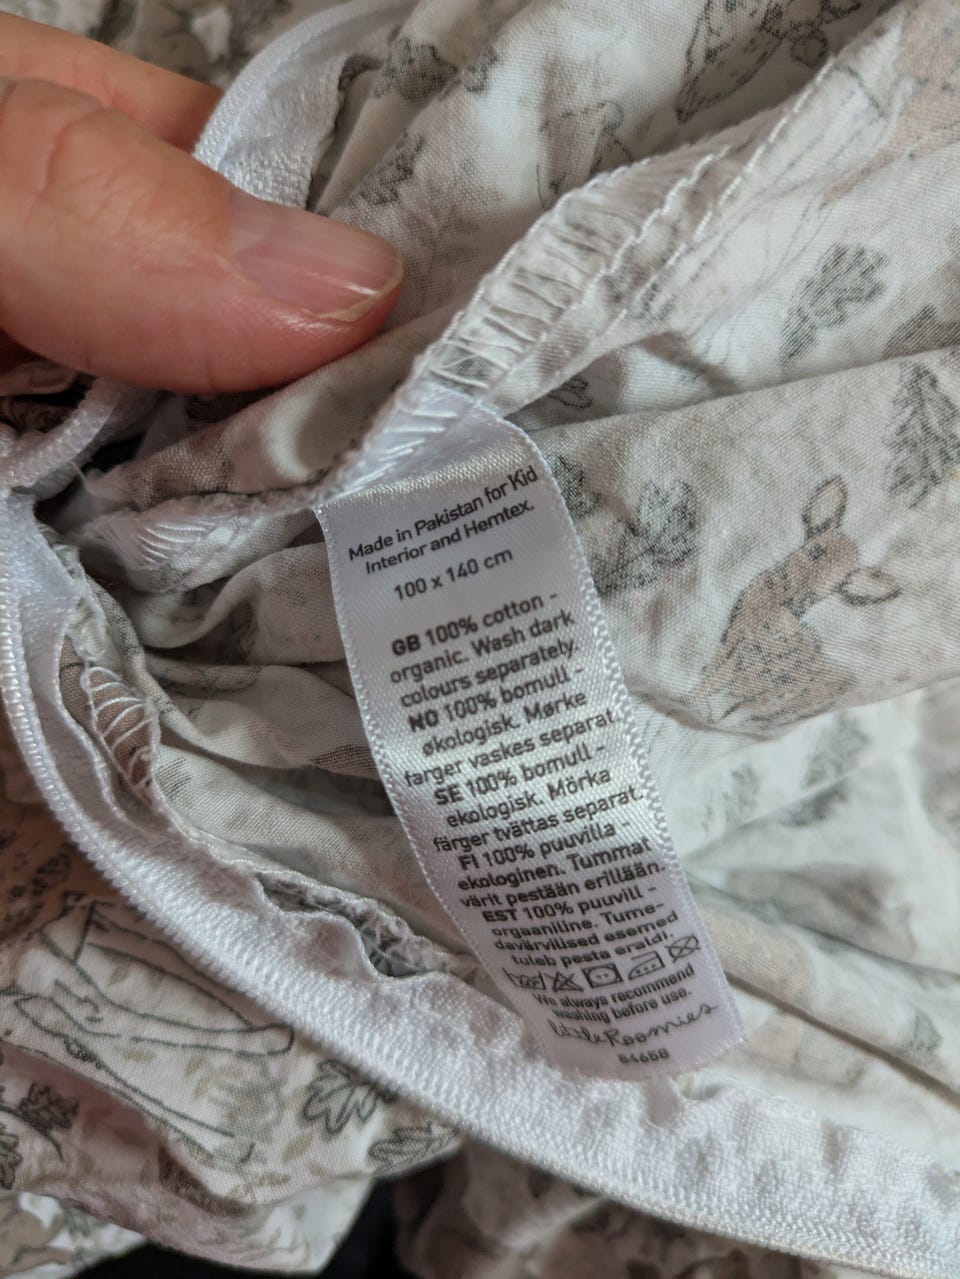 Made in Pakistan for Kid
Interior and Hemtex.
100 x 140 cm
GB 100% cotton -
organic. Wash dark
colours separately.
NO 100% bomull -
økologisk. Mørke
farger vaskes separat.
SE 100% bomull -
ekologisk. Mörka
färger tvättas separat.
FI 100% puuvilla -
ekologinen. Tummat
värit pestään erillään.
EST 100% puuvill -
orgaaniline. Tume-
davärvilised esemed
tuleb pesta eraldi.
We always recommend
washing before use.
little Roomies
84658